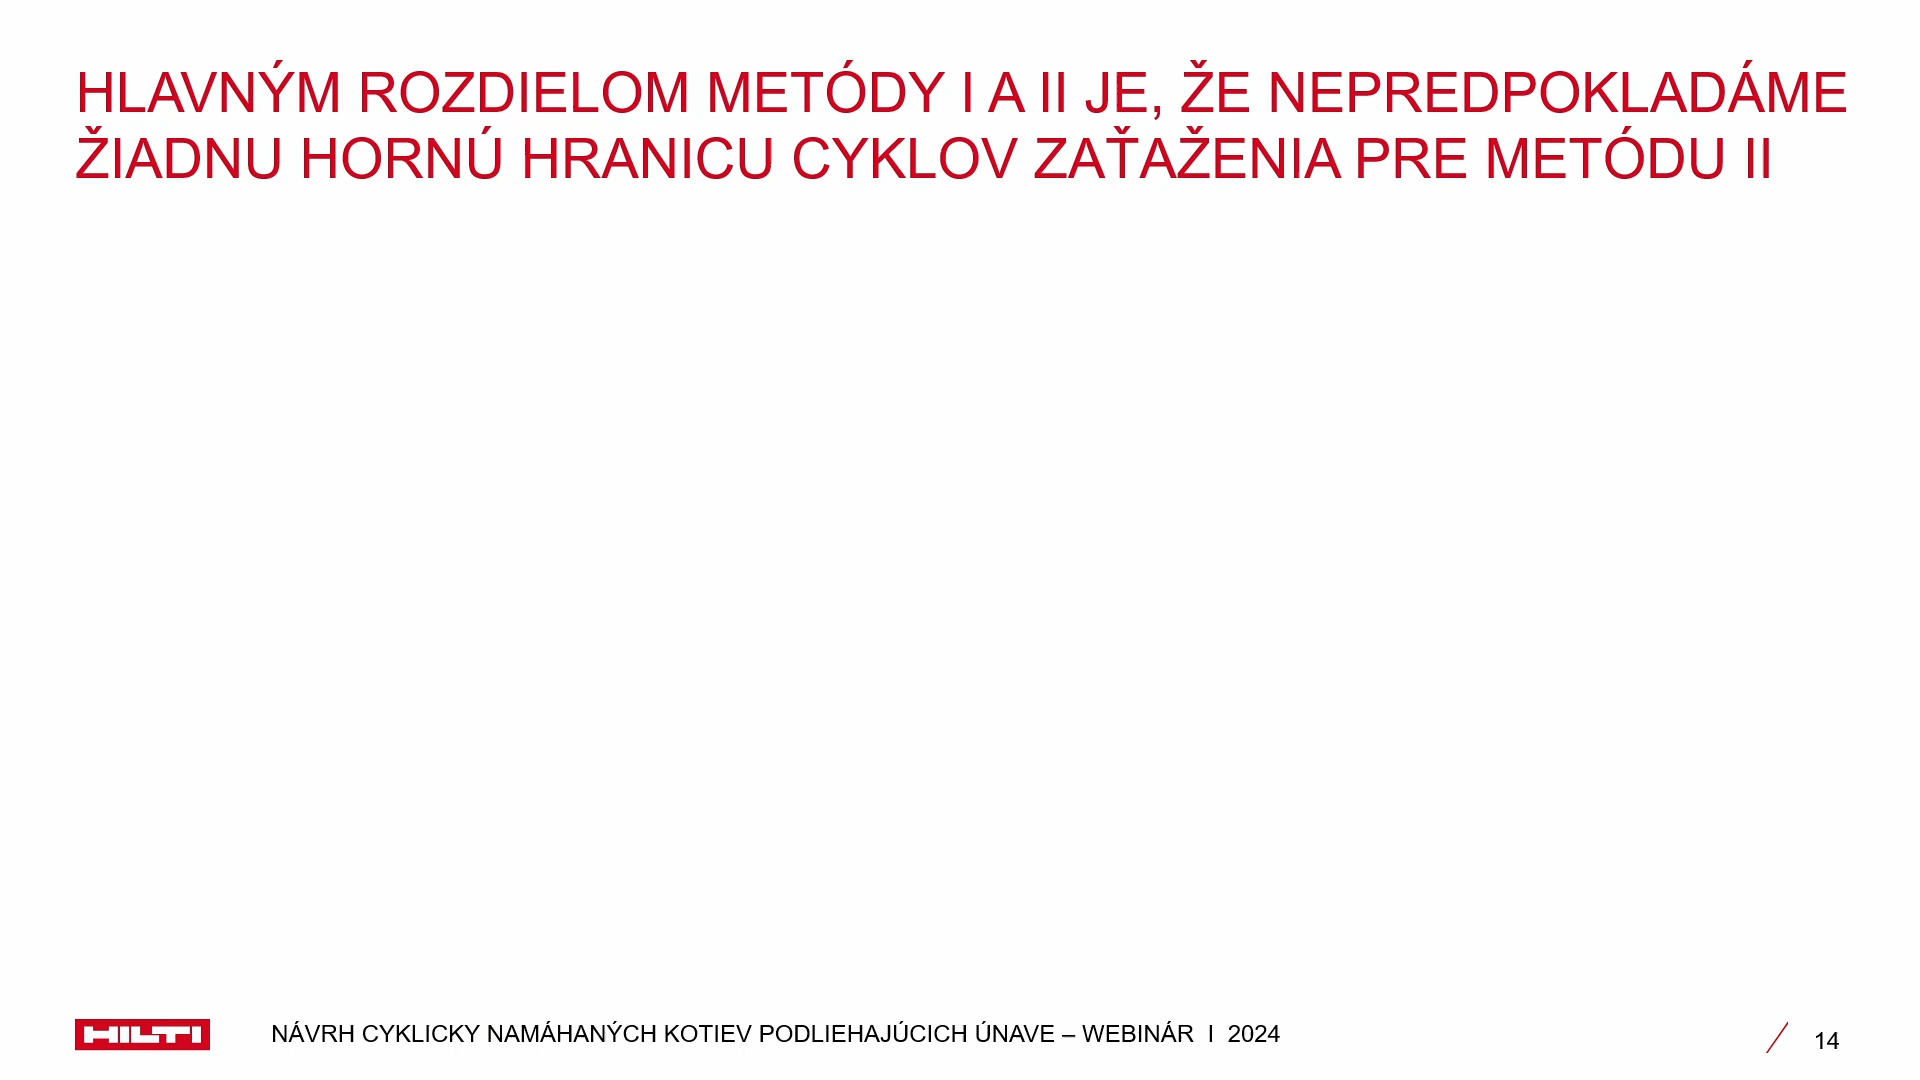 HLAVNÝM ROZDIELOM METÓDY I A II JE, ŽE NEPREDPOKLADÁME
ŽIADNU HORNÚ HRANICU CYKLOV ZAŤAŽENIA PRE METÓDU II
HILTI
NÁVRH CYKLICKY NAMÁHANÝCH KOTIEV PODLIEHAJÚCICH ÚNAVE – WEBINÁR I 2024
14